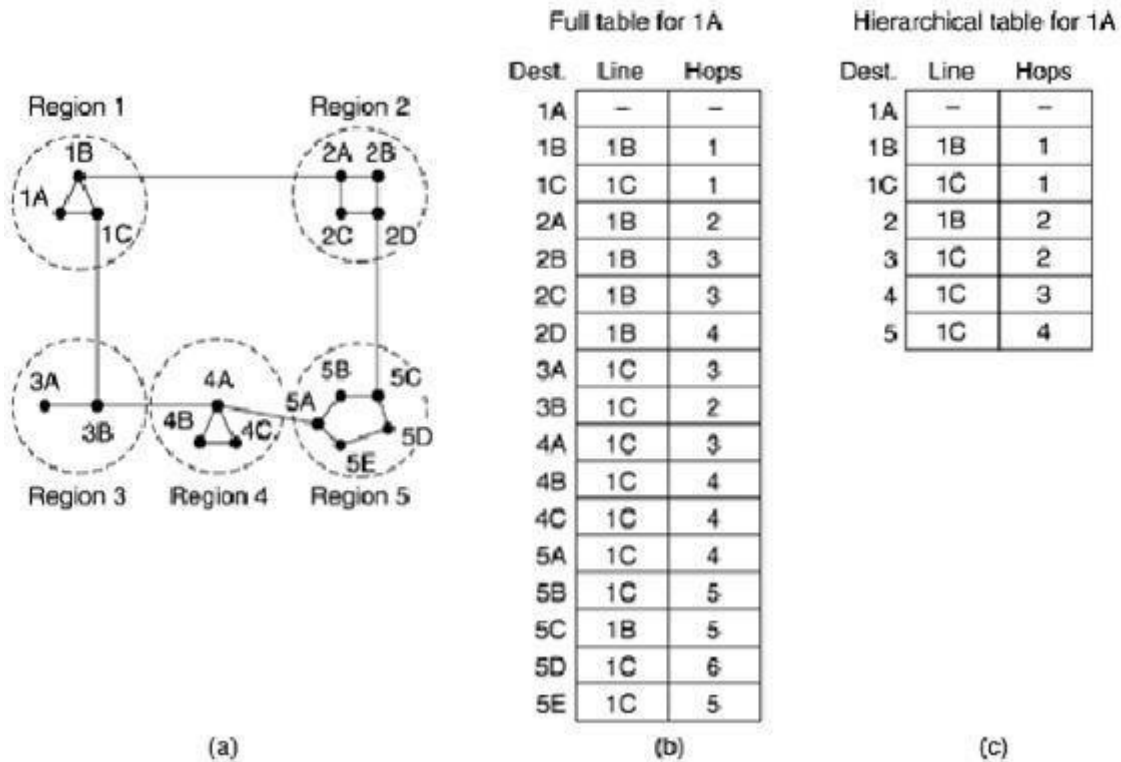 Full table for 1A
Hierarchical table for 1A
Dest. Line Hops
Dest. Line Hops
Region 1
Region 2
1B
1A
1C
2A 2B
2C 2D
3A
3B
4A
4B
4C
5B
5C
5A
5D
5E
Region 3
Region 4
Region 5
1A – –
1B 1B 1
1C 1C 1
2A 1B 2
2B 1B 3
2C 1B 3
2D 1B 4
3A 1C 3
3B 1C 2
4A 1C 3
4B 1C 4
4C 1C 4
5A 1C 4
5B 1C 5
5C 1B 5
5D 1C 6
5E 1C 5
1A – –
1B 1B 1
1C 1C 1
2 1B 2
3 1C 2
4 1C 3
5 1C 4
(a)
(b)
(c)